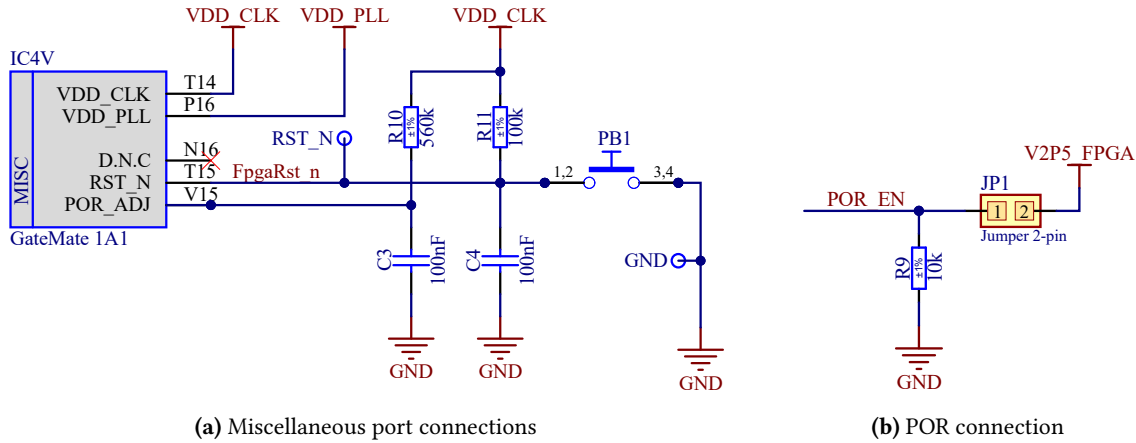 VDD_CLK
VDD_PLL
VDD_CLK
IC4V
MISC
VDD_CLK
T14
VDD_PLL
P16
D.N.C
N16
RST_N
T15
FpgaRst_n
POR_ADJ
V15
GateMate 1A1
RST_N
R10
±1%
560k
R11
±1%
100k
PB1
1,2
3,4
C3
100nF
C4
100nF
GND
GND
GND
GND
V2P5_FPGA
JP1
POR_EN
1
2
Jumper 2-pin
R9
±1%
10k
GND
(a) Miscellaneous port connections
(b) POR connection